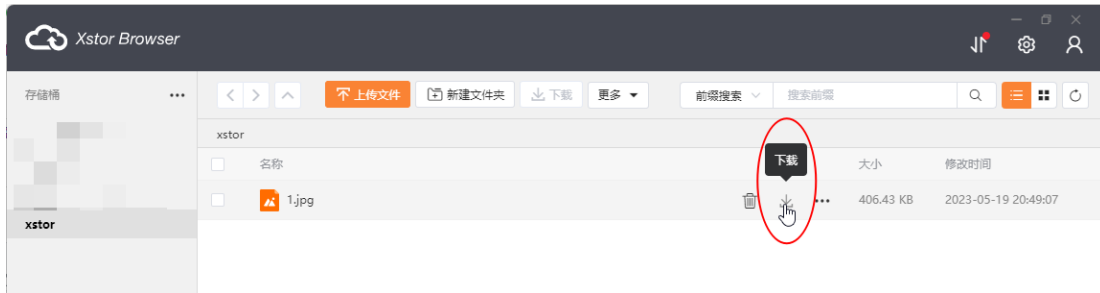 Xstor Browser
存储桶
上传文件 新建文件夹 下载 更多 前缀搜索 搜索前缀
xstor
名称 下载 大小 修改时间
1.jpg 406.43 KB 2023-05-19 20:49:07
xstor